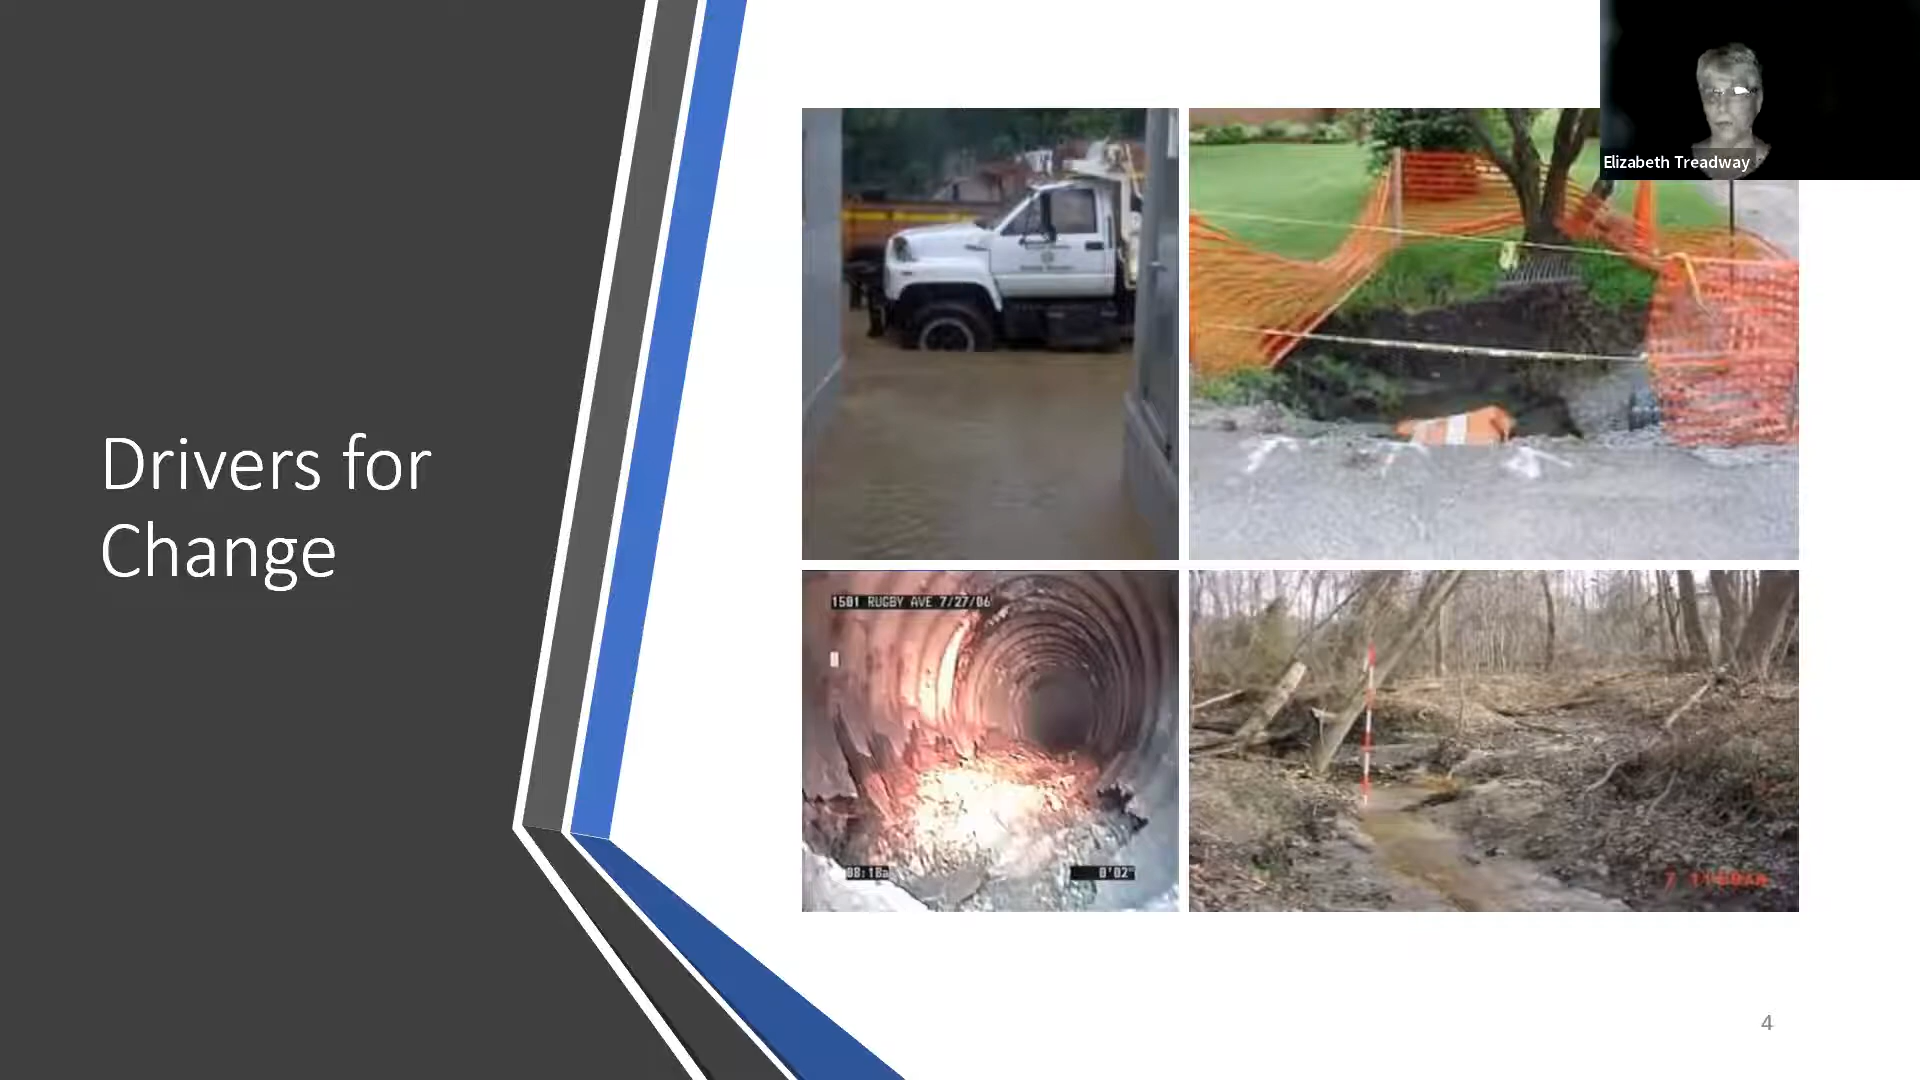 Elizabeth Treadway
Drivers for
Change
1501 RUGBY AVE 7/27/06
0'02"
4